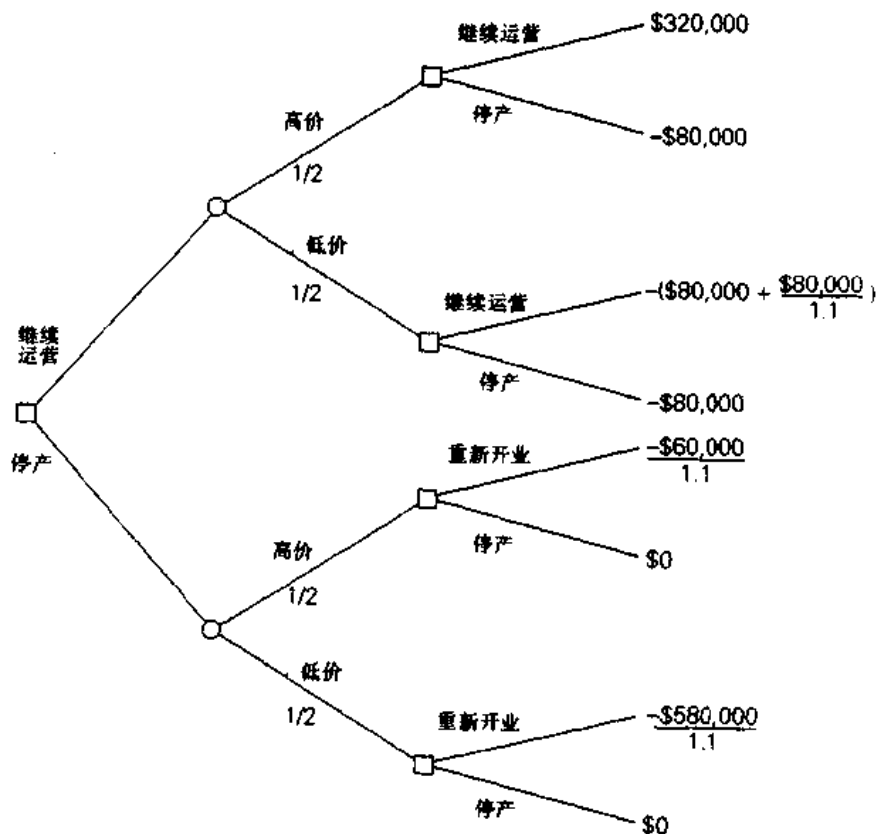 继续运营
$320,000
停产
-$80,000
高价
1/2
低价
1/2
继续运营
-($80,000 + $80,000
1.1
)
停产
-$80,000
继续
运营
停产
重新开业
-$60,000
1.1
停产
$0
高价
1/2
低价
1/2
重新开业
-$580,000
1.1
停产
$0